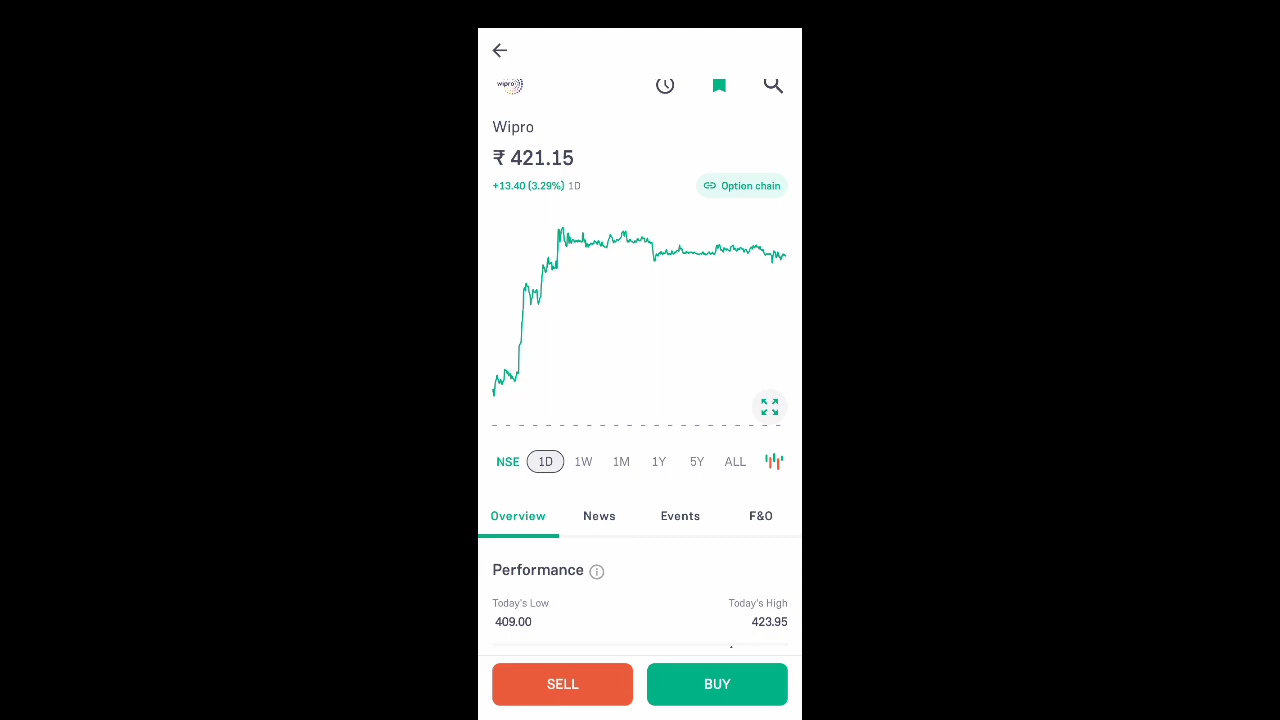 wipro
Wipro
₹ 421.15
+13.40 (3.29%) 1D
Option chain
NSE 1D 1W 1M 1Y 5Y ALL
Overview News Events F&O
Performance
Today's Low Today's High
409.00 423.95
SELL BUY